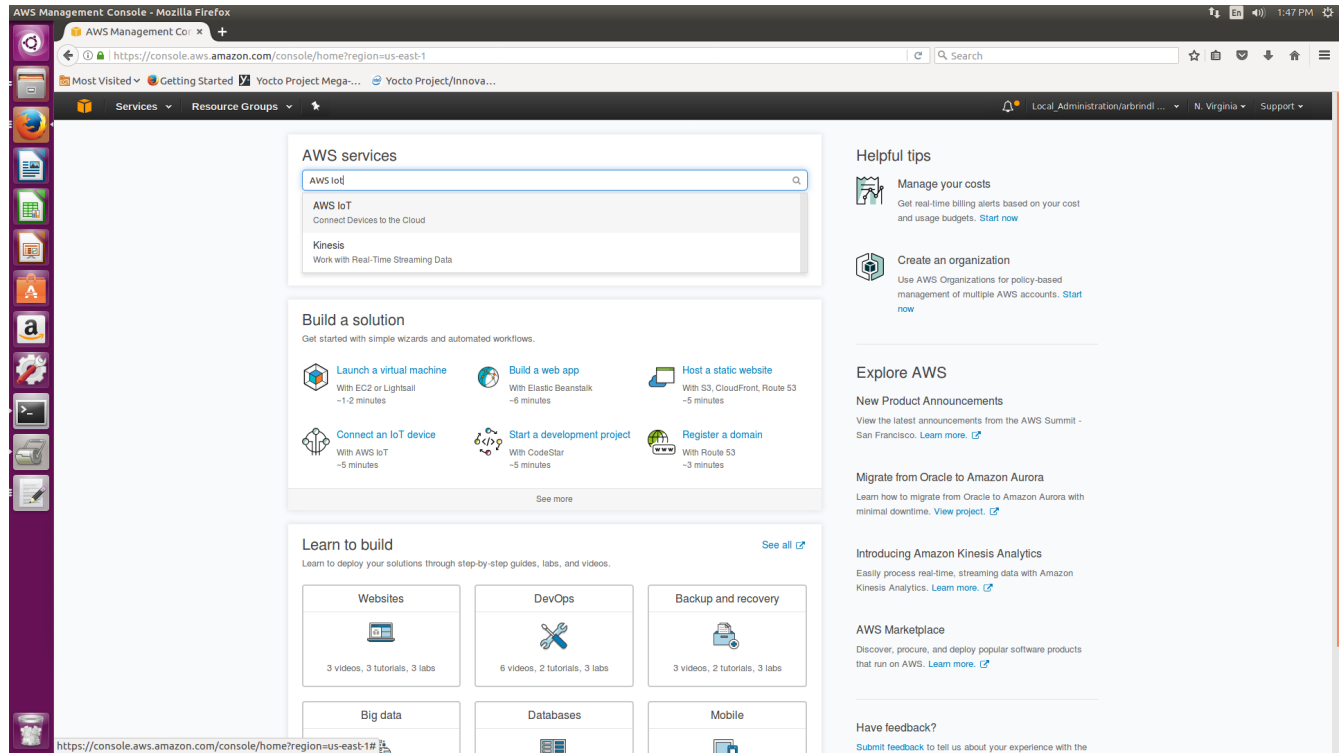 AWS Management Console - Mozilla Firefox
En
1:47 PM
AWS Management Con
https://console.aws.amazon.com/console/home?region=us-east-1
Search
Most Visited
Getting Started
Yocto Project Mega-...
Yocto Project/Innova...
Services
Resource Groups
Local_Administration/arbrindl ...
N. Virginia
Support
AWS services
AWS Iot
AWS IoT
Connect Devices to the Cloud
Kinesis
Work with Real-Time Streaming Data
Build a solution
Get started with simple wizards and automated workflows.
Launch a virtual machine
With EC2 or Lightsail
~1-2 minutes
Build a web app
With Elastic Beanstalk
~6 minutes
Host a static website
With S3, CloudFront, Route 53
~5 minutes
Connect an IoT device
With AWS IoT
~5 minutes
Start a development project
With CodeStar
~5 minutes
Register a domain
With Route 53
~3 minutes
See more
Learn to build
See all
Learn to deploy your solutions through step-by-step guides, labs, and videos.
Websites
3 videos, 3 tutorials, 3 labs
DevOps
6 videos, 2 tutorials, 3 labs
Backup and recovery
3 videos, 2 tutorials, 3 labs
Big data
Databases
Mobile
Helpful tips
Manage your costs
Get real-time billing alerts based on your cost
and usage budgets. Start now
Create an organization
Use AWS Organizations for policy-based
management of multiple AWS accounts. Start
now
Explore AWS
New Product Announcements
View the latest announcements from the AWS Summit -
San Francisco. Learn more.
Migrate from Oracle to Amazon Aurora
Learn how to migrate from Oracle to Amazon Aurora with
minimal downtime. View project.
Introducing Amazon Kinesis Analytics
Easily process real-time, streaming data with Amazon
Kinesis Analytics. Learn more.
AWS Marketplace
Discover, procure, and deploy popular software products
that run on AWS. Learn more.
Have feedback?
Submit feedback to tell us about your experience with the
https://console.aws.amazon.com/console/home?region=us-east-1#